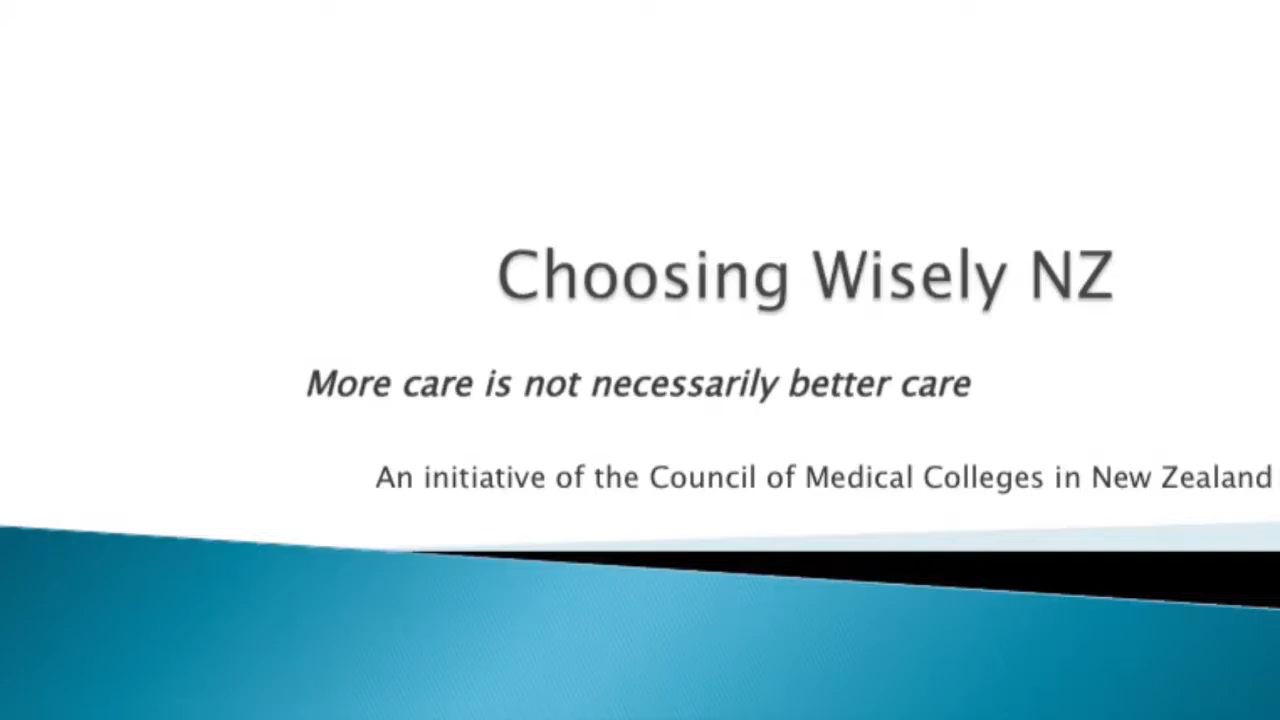 Choosing Wisely NZ
More care is not necessarily better care
An initiative of the Council of Medical Colleges in New Zealand